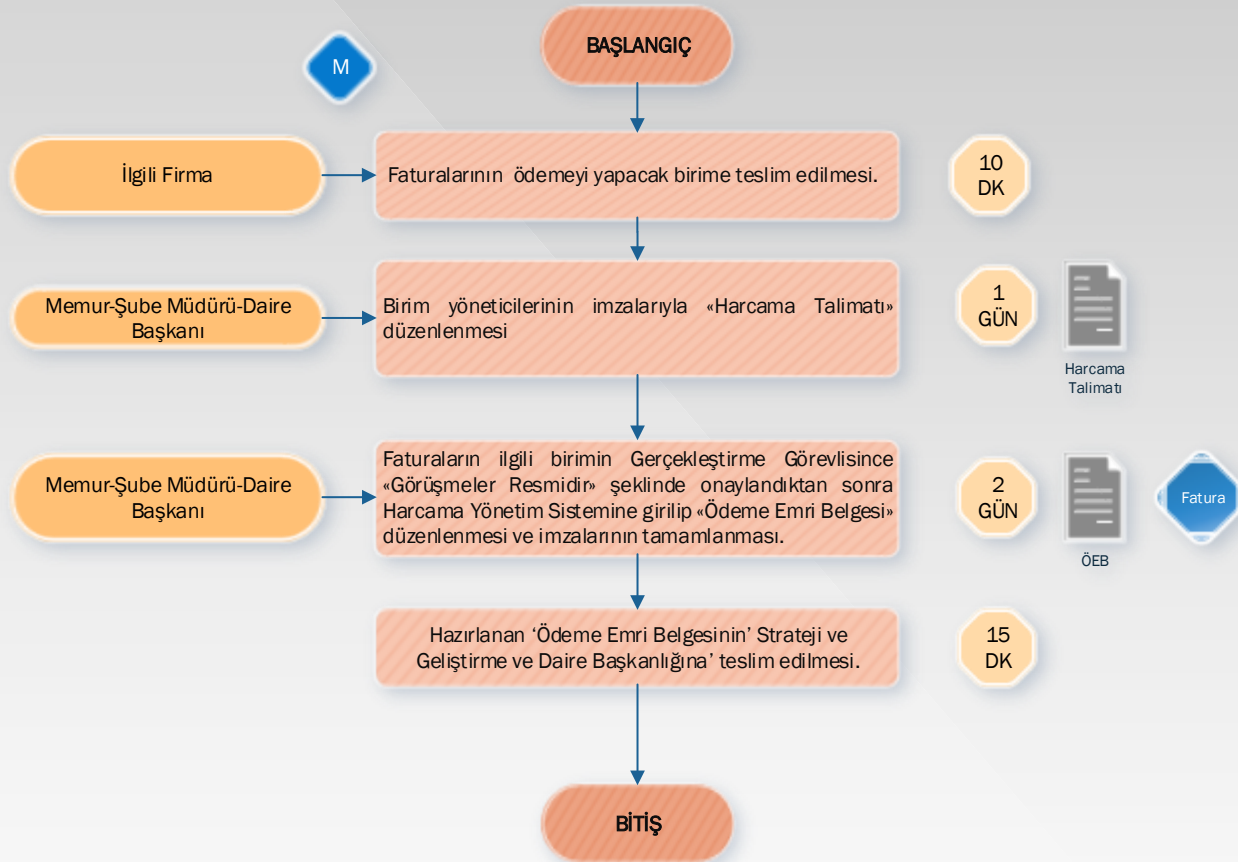 BAŞLANGIÇ
M
İlgili Firma
Faturalarının ödemeyi yapacak birime teslim edilmesi.
10
DK
Memur-Şube Müdürü-Daire
Başkanı
Birim yöneticilerinin imzalarıyla «Harcama Talimatı»
düzenlenmesi
1
GÜN
Harcama
Talimatı
Memur-Şube Müdürü-Daire
Başkanı
Faturaların ilgili birimin Gerçekleştirme Görevlisince
«Görüşmeler Resmidir» şeklinde onaylandıktan sonra
Harcama Yönetim Sistemine girilip «Ödeme Emri Belgesi»
düzenlenmesi ve imzalarının tamamlanması.
2
GÜN
ÖEB
Fatura
Hazırlanan ‘Ödeme Emri Belgesinin’ Strateji ve
Geliştirme ve Daire Başkanlığına’ teslim edilmesi.
15
DK
BİTİŞ